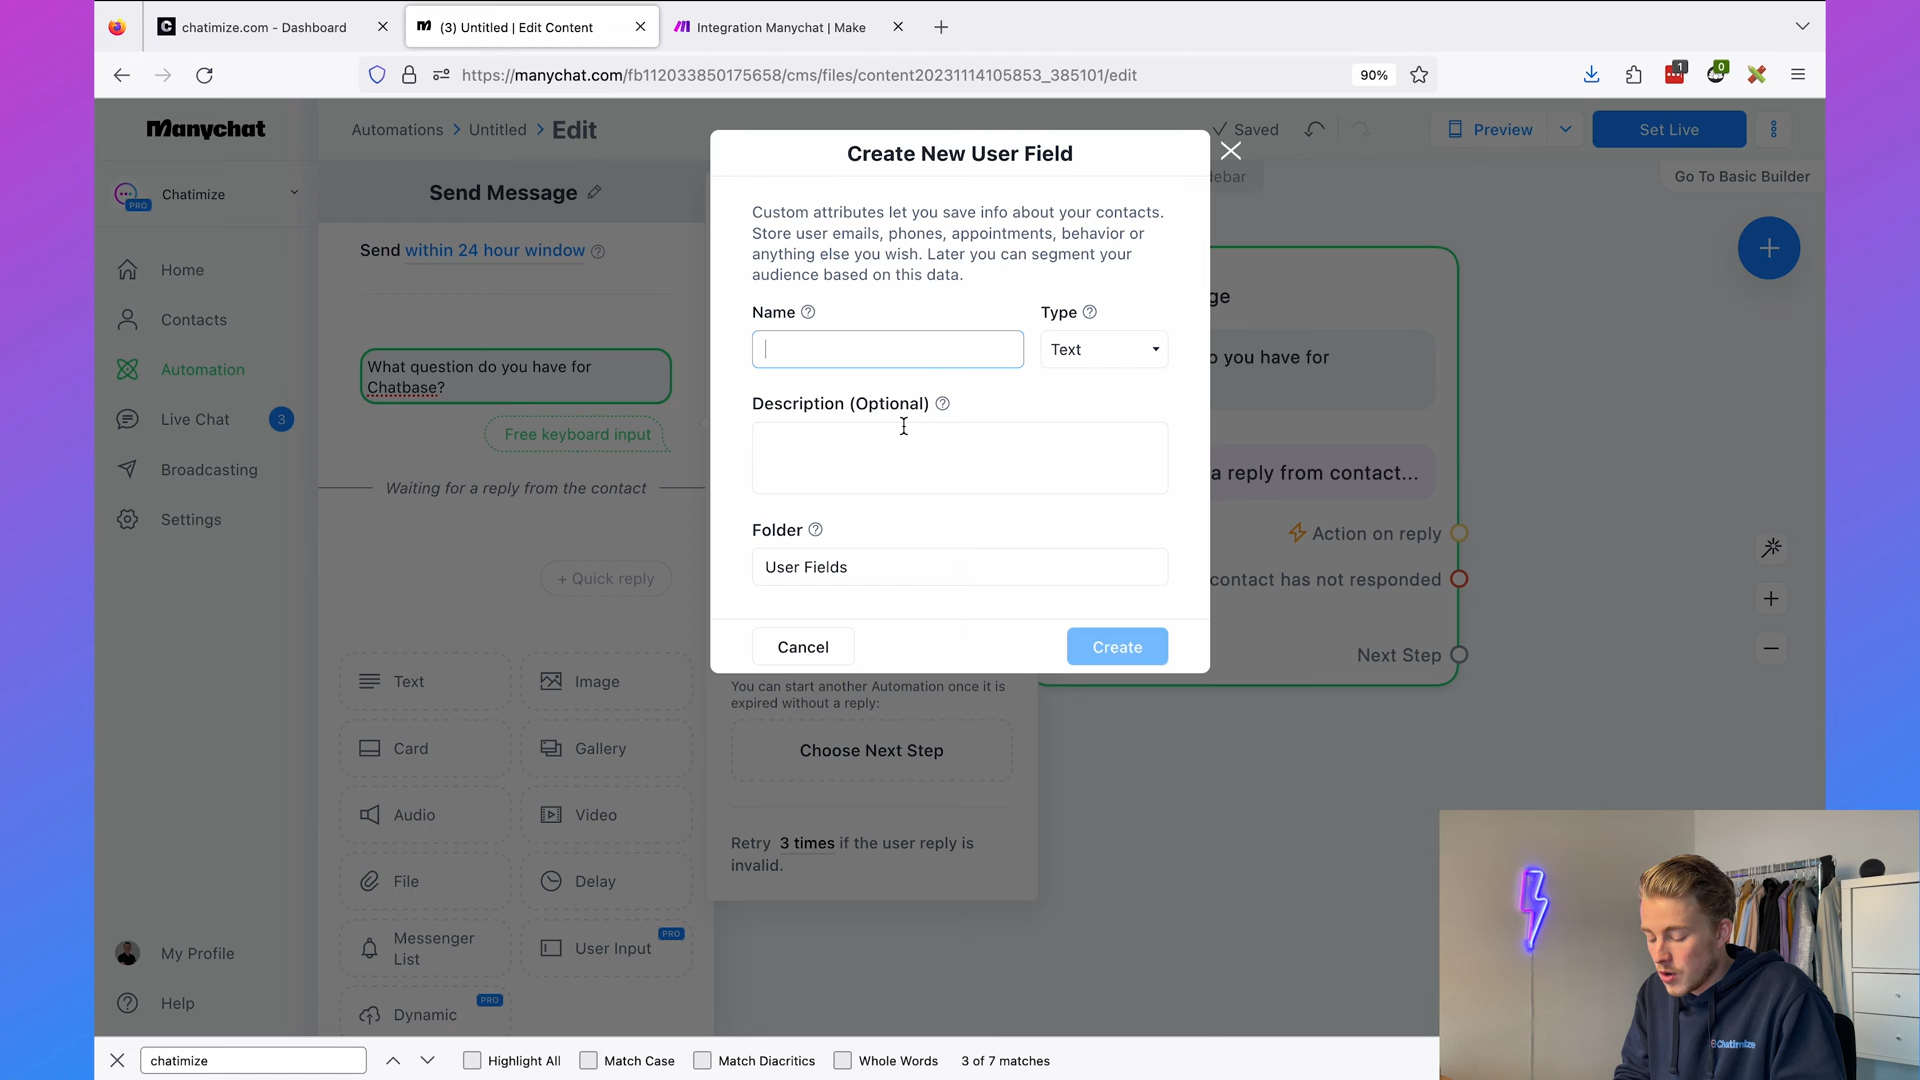 chatimize.com - Dashboard
(3) Untitled | Edit Content
Integration Manychat | Make
https://manychat.com/fb112033850175658/cms/files/content20231114105853_385101/edit
90%
1
0
Manychat
Automations > Untitled > Edit
Saved
Preview
Set Live
Chatimize
PRO
Send Message
Go To Basic Builder
ebar
Home
Contacts
Automation
Live Chat 3
Broadcasting
Settings
My Profile
Help
Send within 24 hour window
What question do you have for
Chatbase?
Free keyboard input
Waiting for a reply from the contact
+ Quick reply
Text
Image
Card
Gallery
Audio
Video
File
Delay
Messenger
List
User Input
PRO
Dynamic
PRO
Create New User Field
Custom attributes let you save info about your contacts.
Store user emails, phones, appointments, behavior or
anything else you wish. Later you can segment your
audience based on this data.
Name
Type
Text
Description (Optional)
Folder
User Fields
Cancel
Create
You can start another Automation once it is
expired without a reply:
Choose Next Step
Retry 3 times if the user reply is
invalid.
ge
o you have for
a reply from contact...
Action on reply
contact has not responded
Next Step
chatimize
Highlight All
Match Case
Match Diacritics
Whole Words
3 of 7 matches
Chatimize